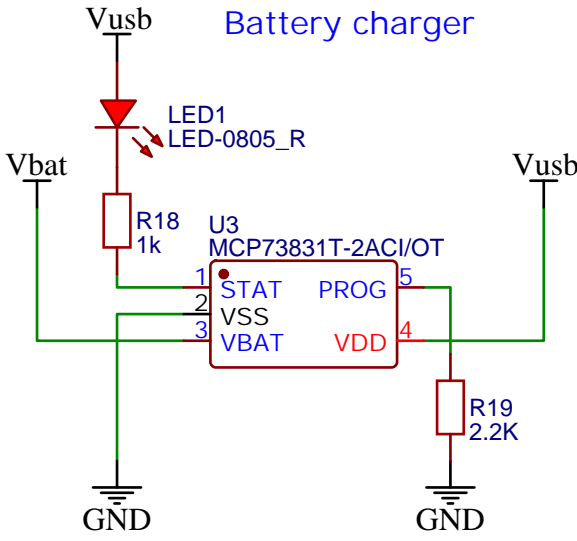 Vusb
Battery charger
LED1
LED-0805_R
Vbat
Vusb
R18
1k
U3
MCP73831T-2ACI/OT
1
STAT
PROG
5
2
VSS
3
VBAT
VDD
4
R19
2.2K
GND
GND